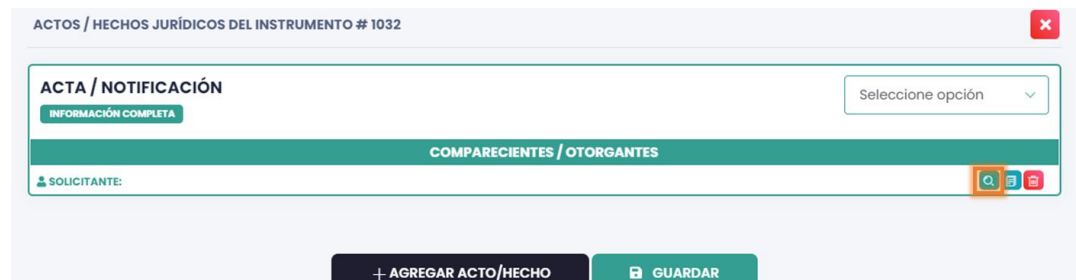 ACTOS / HECHOS JURÍDICOS DEL INSTRUMENTO # 1032
ACTA / NOTIFICACIÓN
Seleccione opción
INFORMACIÓN COMPLETA
COMPARECIENTES / OTORGANTES
SOLICITANTE:
+ AGREGAR ACTO/HECHO
GUARDAR